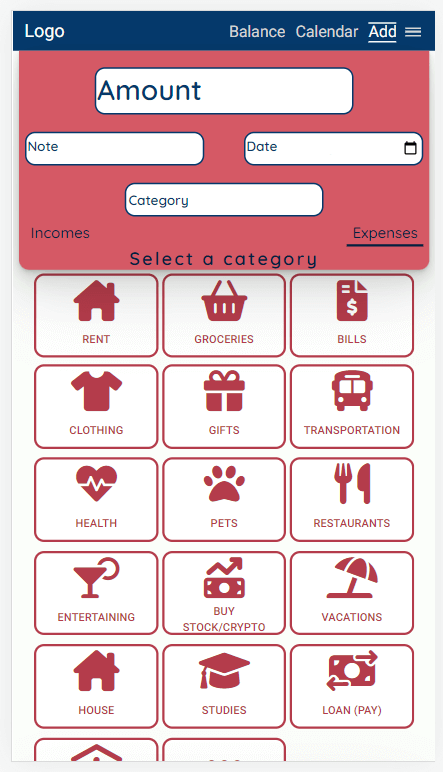 Logo Balance Calendar Add
Amount
Note Date
Category
Incomes Expenses
Select a category
RENT GROCERIES BILLS
CLOTHING GIFTS TRANSPORTATION
HEALTH PETS RESTAURANTS
ENTERTAINING BUY STOCK/CRYPTO VACATIONS
HOUSE STUDIES LOAN (PAY)